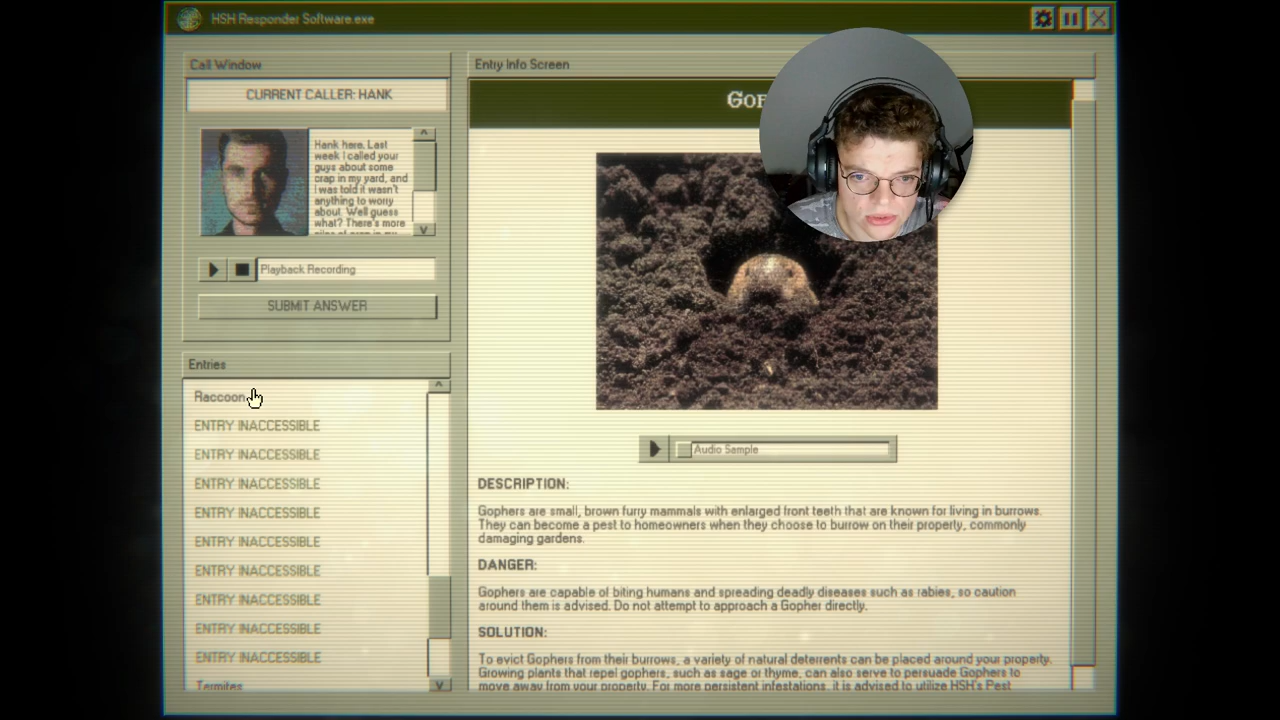 HSH Responder Software.exe
Call Window
CURRENT CALLER: HANK
Hank here. Last
week I called your
guys about some
crap in my yard, and
I was told it wasn't
anything to worry
about. Well guess
what? There's more
Playback Recording
SUBMIT ANSWER
Entries
Raccoon
ENTRY INACCESSIBLE
ENTRY INACCESSIBLE
ENTRY INACCESSIBLE
ENTRY INACCESSIBLE
ENTRY INACCESSIBLE
ENTRY INACCESSIBLE
ENTRY INACCESSIBLE
ENTRY INACCESSIBLE
ENTRY INACCESSIBLE
Termites
Entry Info Screen
Audio Sample
DESCRIPTION:
Gophers are small, brown furry mammals with enlarged front teeth that are known for living in burrows.
They can become a pest to homeowners when they choose to burrow on their property, commonly
damaging gardens.
DANGER:
Gophers are capable of biting humans and spreading deadly diseases such as rabies, so caution
around them is advised. Do not attempt to approach a Gopher directly.
SOLUTION:
To evict Gophers from their burrows, a variety of natural deterrents can be placed around your property.
Growing plants that repel gophers, such as sage or thyme, can also serve to persuade Gophers to
move away from your property. For more persistent infestations, it is advised to utilize HSH's Pest